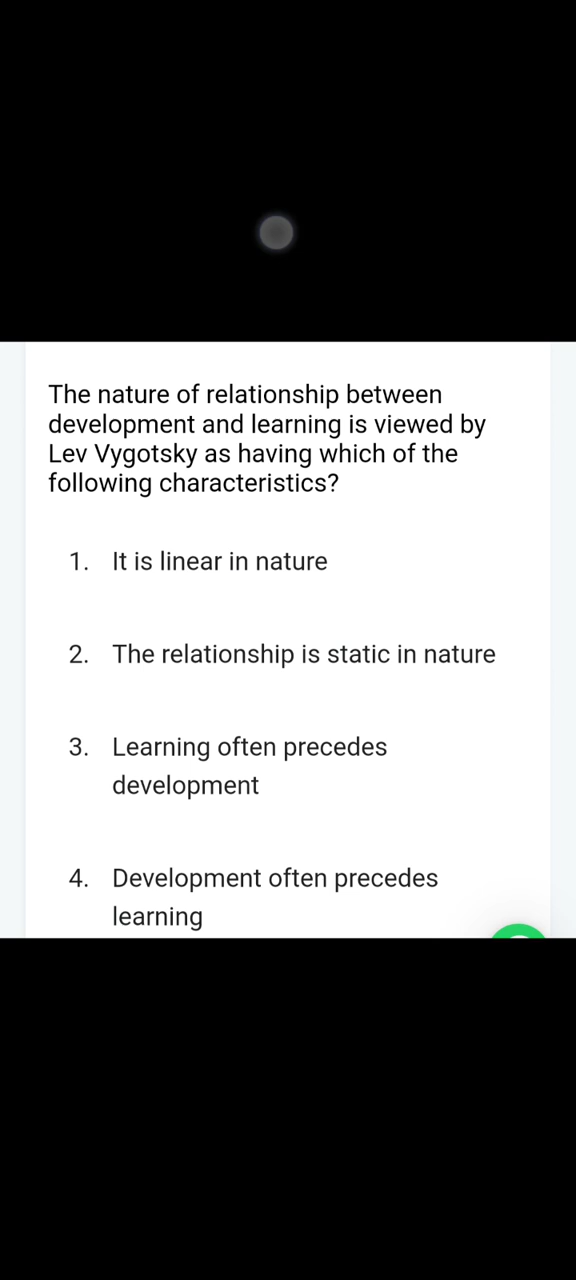 The nature of relationship between
development and learning is viewed by
Lev Vygotsky as having which of the
following characteristics?
1. It is linear in nature
2. The relationship is static in nature
3. Learning often precedes
development
4. Development often precedes
learning